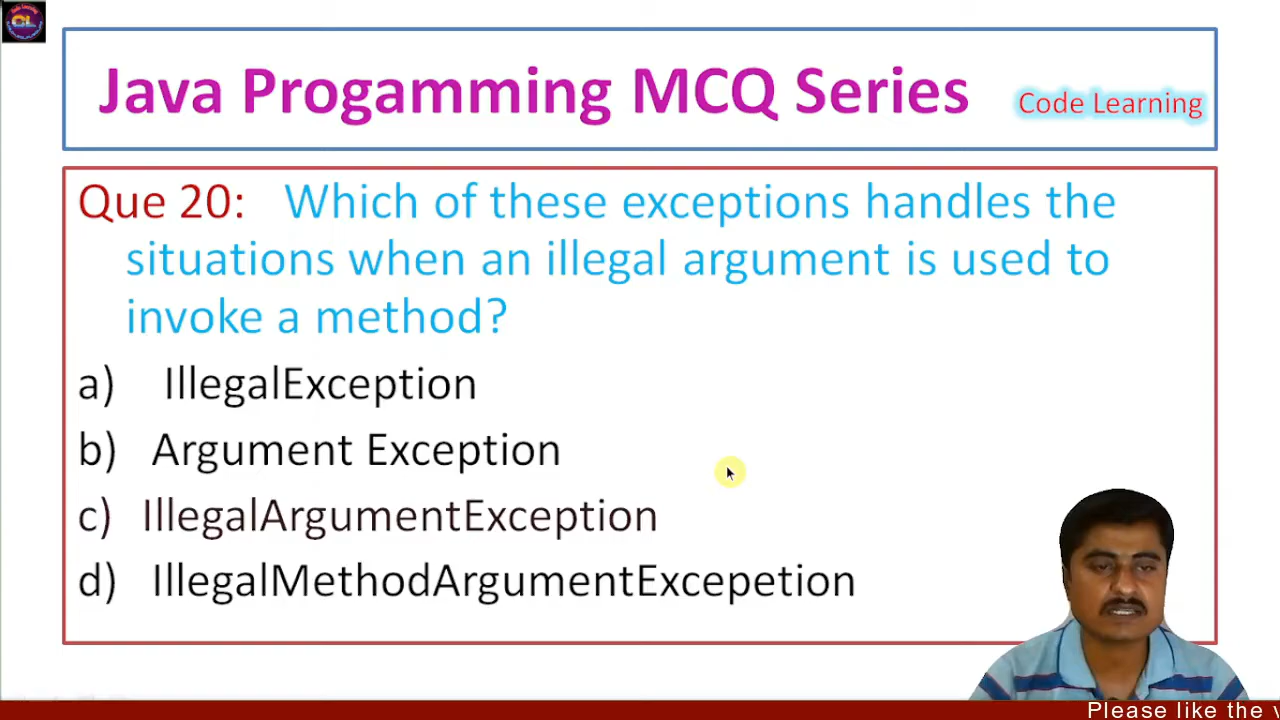 Java Progamming MCQ Series Code Learning
Que 20: Which of these exceptions handles the
situations when an illegal argument is used to
invoke a method?
a) IllegalException
b) Argument Exception
c) IllegalArgumentException
d) IllegalMethodArgumentExcepetion
Please like the